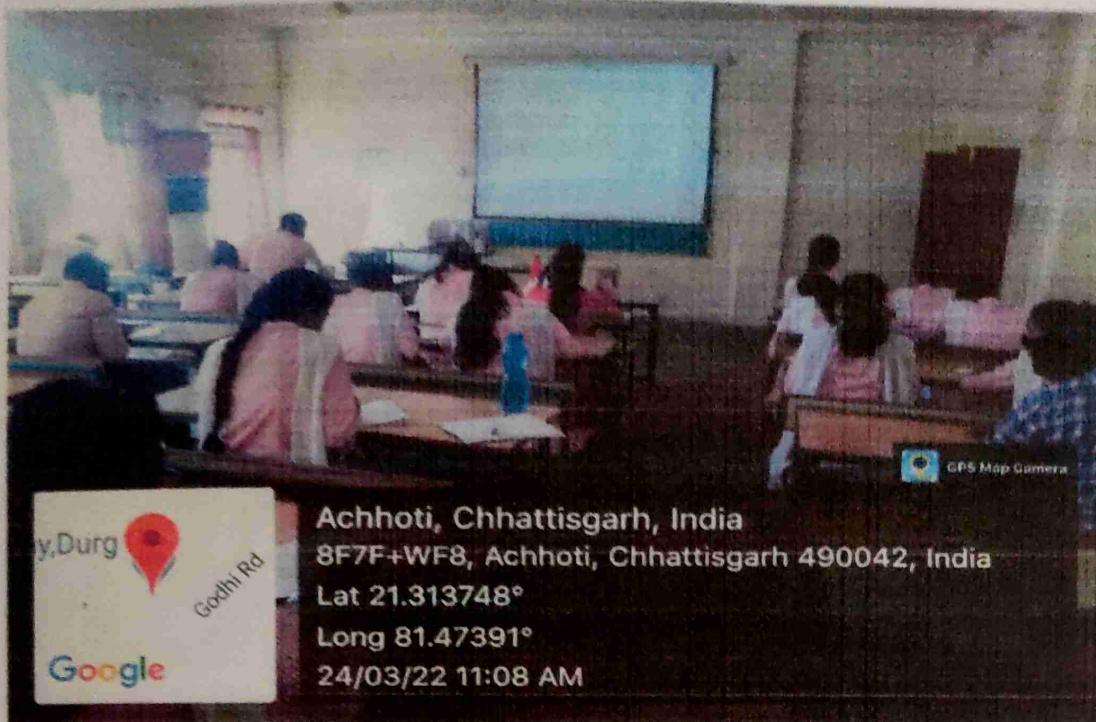 GPS Map Camera
Achhoti, Chhattisgarh, India
8F7F+WF8, Achhoti, Chhattisgarh 490042, India
Lat 21.313748°
Long 81.47391°
24/03/22 11:08 AM
y,Durg
Godhi Rd
Google